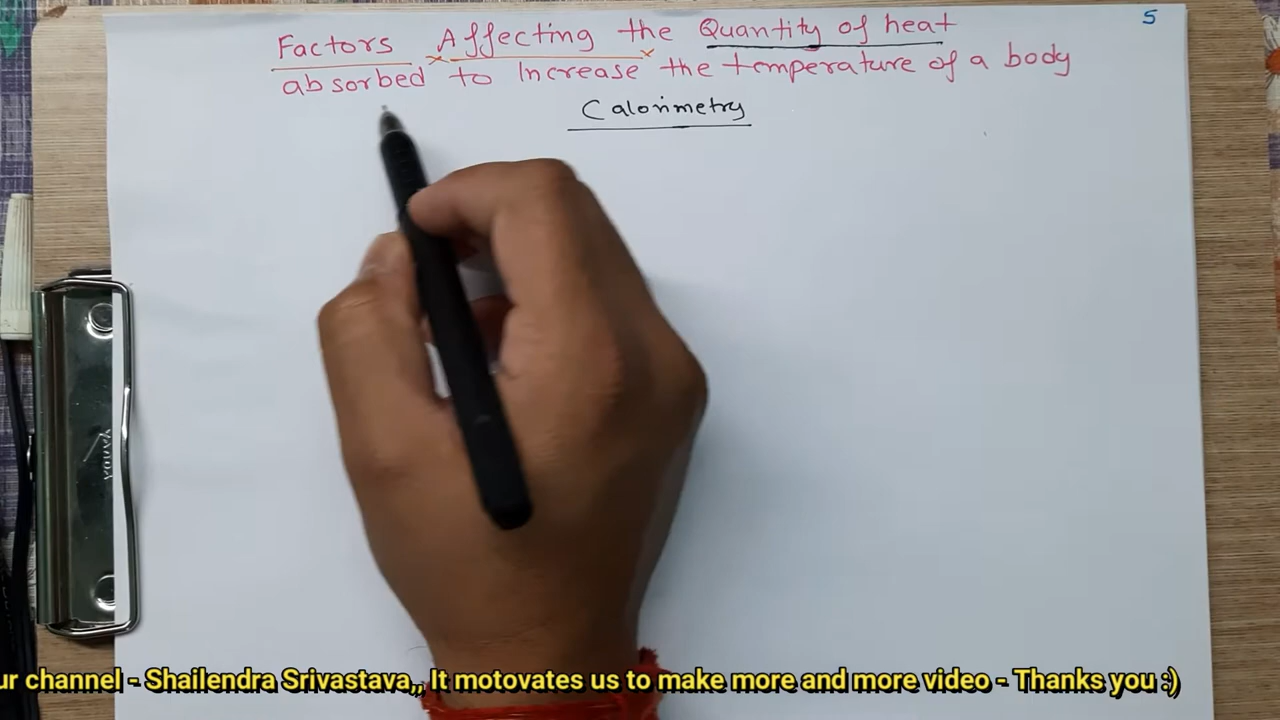 5
Factors Affecting the Quantity of heat
absorbed to Increase the temperature of a body
Calorimetry
ur channel - Shailendra Srivastava,, It motovates us to make more and more video - Thanks you :)